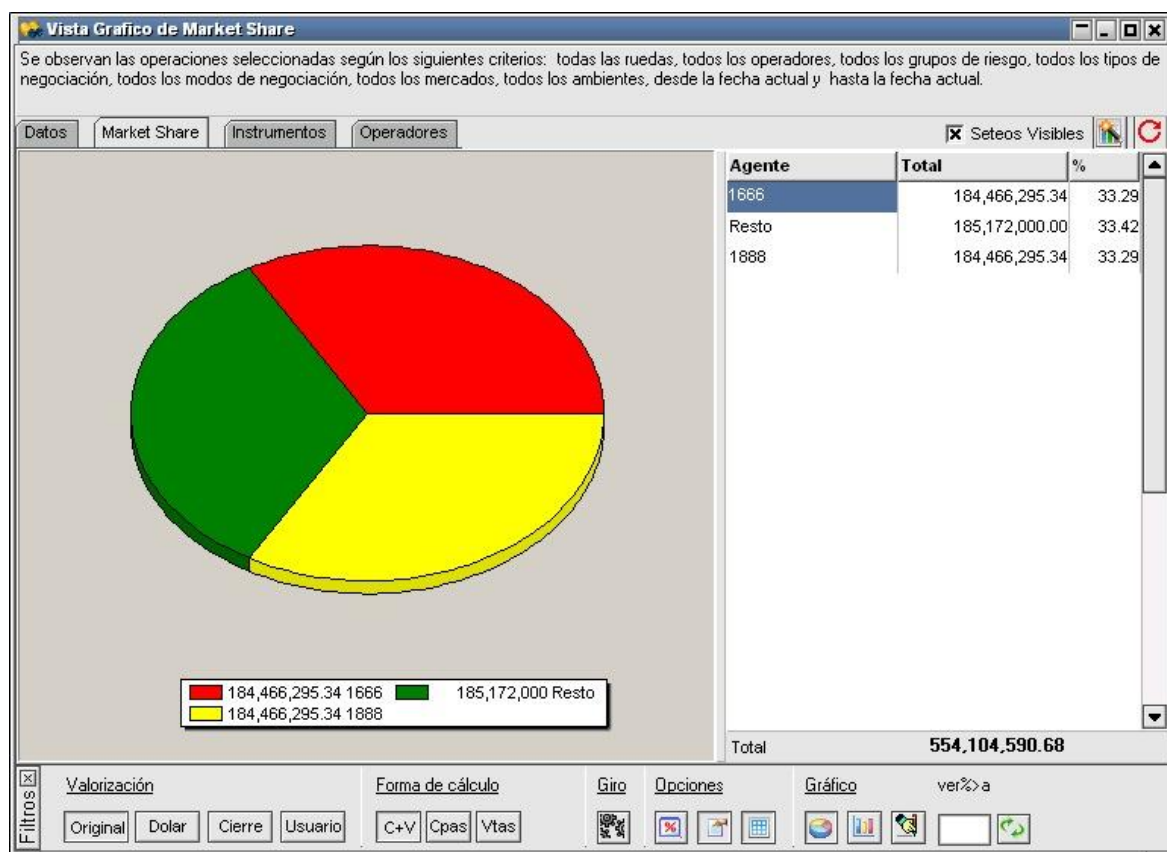 Vista Grafico de Market Share
Se observan las operaciones seleccionadas según los siguientes criterios: todas las ruedas, todos los operadores, todos los grupos de riesgo, todos los tipos de
negociación, todos los modos de negociación, todos los mercados, todos los ambientes, desde la fecha actual y hasta la fecha actual.
Datos Market Share Instrumentos Operadores Seteos Visibles
Agente Total %
1666 184,466,295.34 33.29
Resto 185,172,000.00 33.42
1888 184,466,295.34 33.29
184,466,295.34 1666 185,172,000 Resto
184,466,295.34 1888
Total 554,104,590.68
Filtros
Valorización Forma de cálculo Giro Opciones Gráfico ver%>a
Original Dolar Cierre Usuario C+V Cpas Vtas